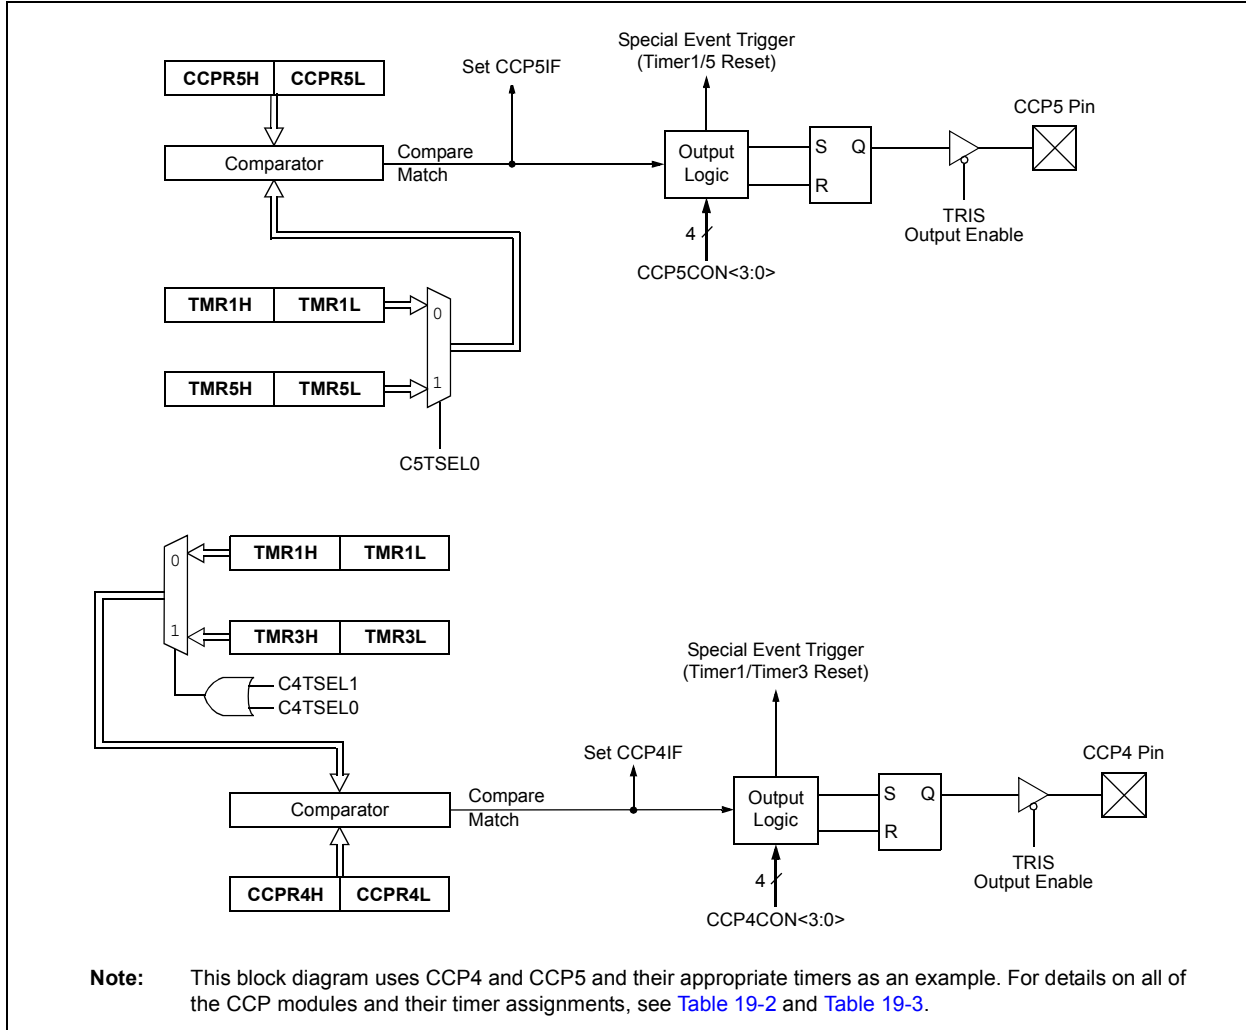 Special Event Trigger
(Timer1/5 Reset)
Set CCP5IF
CCPR5H CCPR5L
CCP5 Pin
Comparator
Compare
Match
Output
Logic
S Q
R
TRIS
Output Enable
4
CCP5CON<3:0>
TMR1H TMR1L
0
TMR5H TMR5L
1
C5TSEL0
0
TMR1H TMR1L
1
TMR3H TMR3L
C4TSEL1
C4TSEL0
Special Event Trigger
(Timer1/Timer3 Reset)
Set CCP4IF
CCP4 Pin
Comparator
Compare
Match
Output
Logic
S Q
R
TRIS
Output Enable
4
CCPR4H CCPR4L
CCP4CON<3:0>
Note: This block diagram uses CCP4 and CCP5 and their appropriate timers as an example. For details on all of
the CCP modules and their timer assignments, see Table 19-2 and Table 19-3.